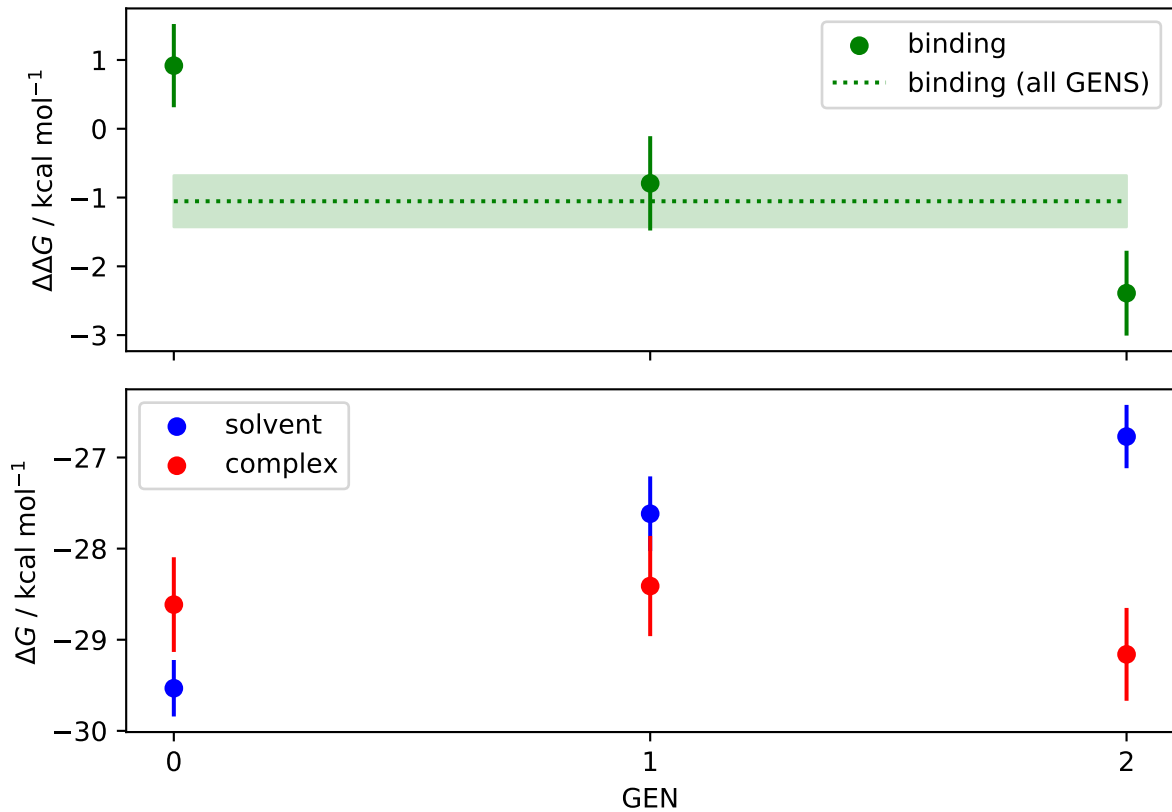 1
0
−1
−2
−3
ΔΔG / kcal mol⁻¹
binding
binding (all GENS)
−27
−28
−29
−30
ΔG / kcal mol⁻¹
solvent
complex
0 1 2
GEN